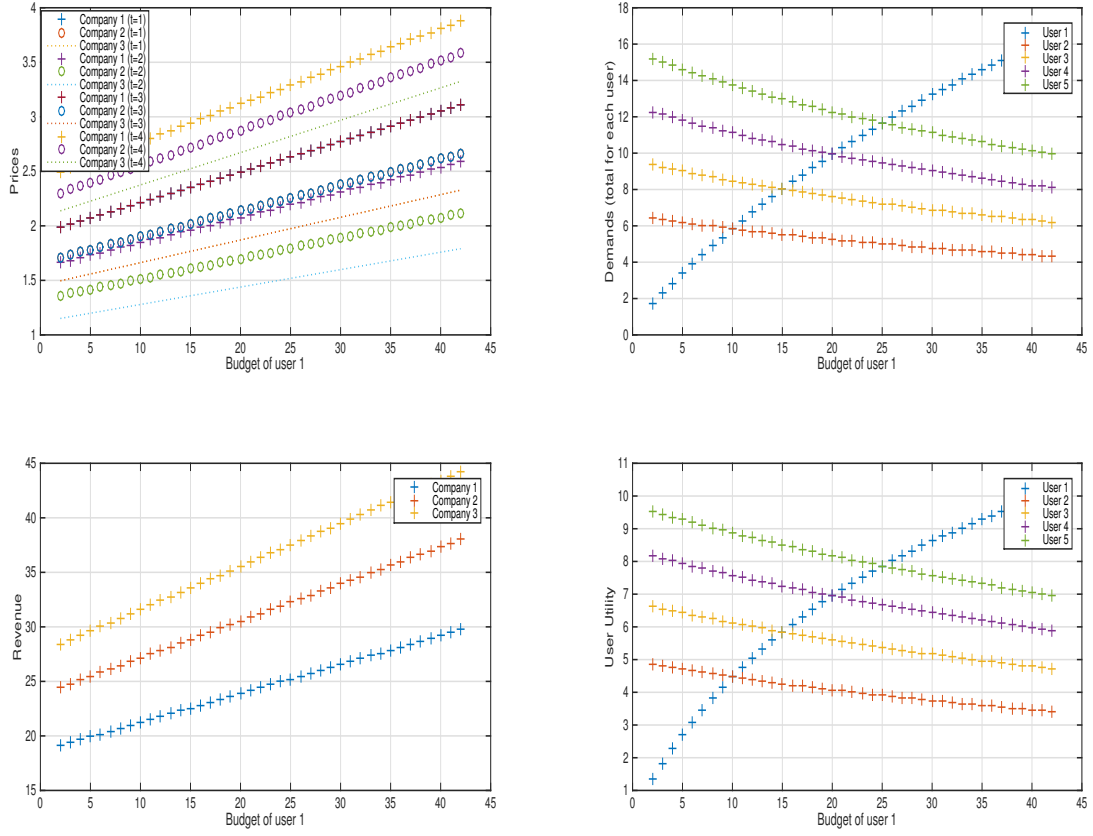 4
3.5
3
2.5
2
1.5
1
Prices
Company 1 (t=1)
Company 2 (t=1)
Company 3 (t=1)
Company 1 (t=2)
Company 2 (t=2)
Company 3 (t=2)
Company 1 (t=3)
Company 2 (t=3)
Company 3 (t=3)
Company 1 (t=4)
Company 2 (t=4)
Company 3 (t=4)
0 5 10 15 20 25 30 35 40 45
Budget of user 1
18
16
14
12
10
8
6
4
2
0
Demands (total for each user)
User 1
User 2
User 3
User 4
User 5
0 5 10 15 20 25 30 35 40 45
Budget of user 1
45
40
35
30
25
20
15
Revenue
Company 1
Company 2
Company 3
0 5 10 15 20 25 30 35 40 45
Budget of user 1
11
10
9
8
7
6
5
4
3
2
1
User Utility
User 1
User 2
User 3
User 4
User 5
0 5 10 15 20 25 30 35 40 45
Budget of user 1